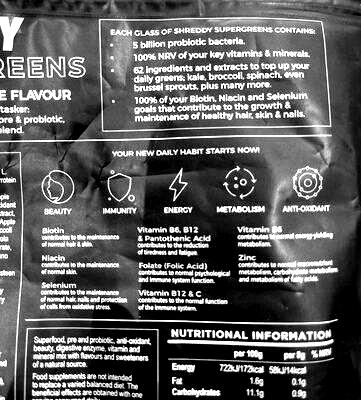 Y
EACH GLASS OF SHREDDY SUPERGREENS CONTAINS:
• 5 billion probiotic bacteria.
• 100% NRV of your key vitamins & minerals.
• 62 ingredients and extracts to top up your
daily greens; kale, broccoli, spinach, even
brussel sprouts, plus many more.
• 100% of your Biotin, Niacin and Selenium
goals that contribute to the growth &
maintenance of healthy hair, skin & nails.
REENS
E FLAVOUR
tasker.
ore & probiotic,
lend.
YOUR NEW DAILY HABIT STARTS NOW!
BEAUTY
IMMUNITY
ENERGY
METABOLISM
ANTI-OXIDANT
Biotin
contributes to the maintenance
of normal hair & skin.
Niacin
contributes to the maintenance
of normal skin.
Selenium
contributes to the maintenance
of normal hair, nails and protection
of cells from oxidative stress.
Vitamin B6, B12
& Pantothenic Acid
contributes to the reduction
of tiredness and fatigue.
Folate (Folic Acid)
contributes to normal psychological
and immune system function.
Vitamin B12 & C
contributes to the normal function
of the immune system.
Vitamin B6
contributes to normal energy-yielding
metabolism.
Zinc
contributes to normal macronutrient
metabolism, carbohydrate metabolism
and metabolism of fatty acids.
Superfood, pre and probiotic, anti-oxidant,
beauty, digestive enzyme, vitamin and
mineral mix with flavours and sweeteners
of a natural source.
Food supplements are not intended
to replace a varied balanced diet. The
beneficial effects are obtained with one
NUTRITIONAL INFORMATION
per 100g per 8g % NRV
Energy 722kJ/172kcal 58kJ/14kcal
Fat 1.6g 0.1g
Carbohydrates 11.1g 0.9g